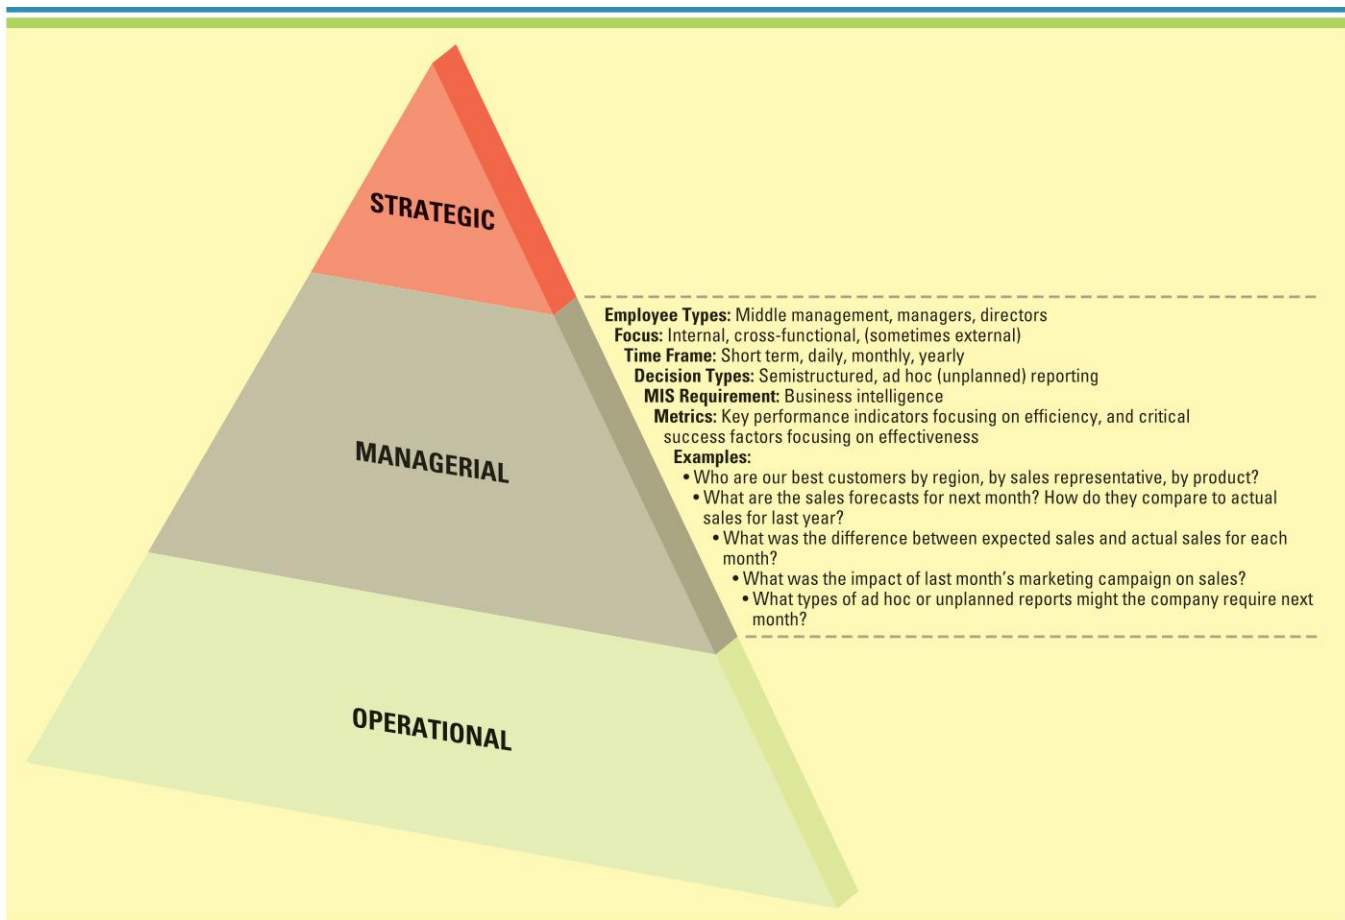 STRATEGIC
Employee Types: Middle management, managers, directors
Focus: Internal, cross-functional, (sometimes external)
Time Frame: Short term, daily, monthly, yearly
Decision Types: Semistructured, ad hoc (unplanned) reporting
MIS Requirement: Business intelligence
Metrics: Key performance indicators focusing on efficiency, and critical
success factors focusing on effectiveness
Examples:
• Who are our best customers by region, by sales representative, by product?
• What are the sales forecasts for next month? How do they compare to actual
sales for last year?
• What was the difference between expected sales and actual sales for each
month?
• What was the impact of last month’s marketing campaign on sales?
• What types of ad hoc or unplanned reports might the company require next
month?
MANAGERIAL
OPERATIONAL